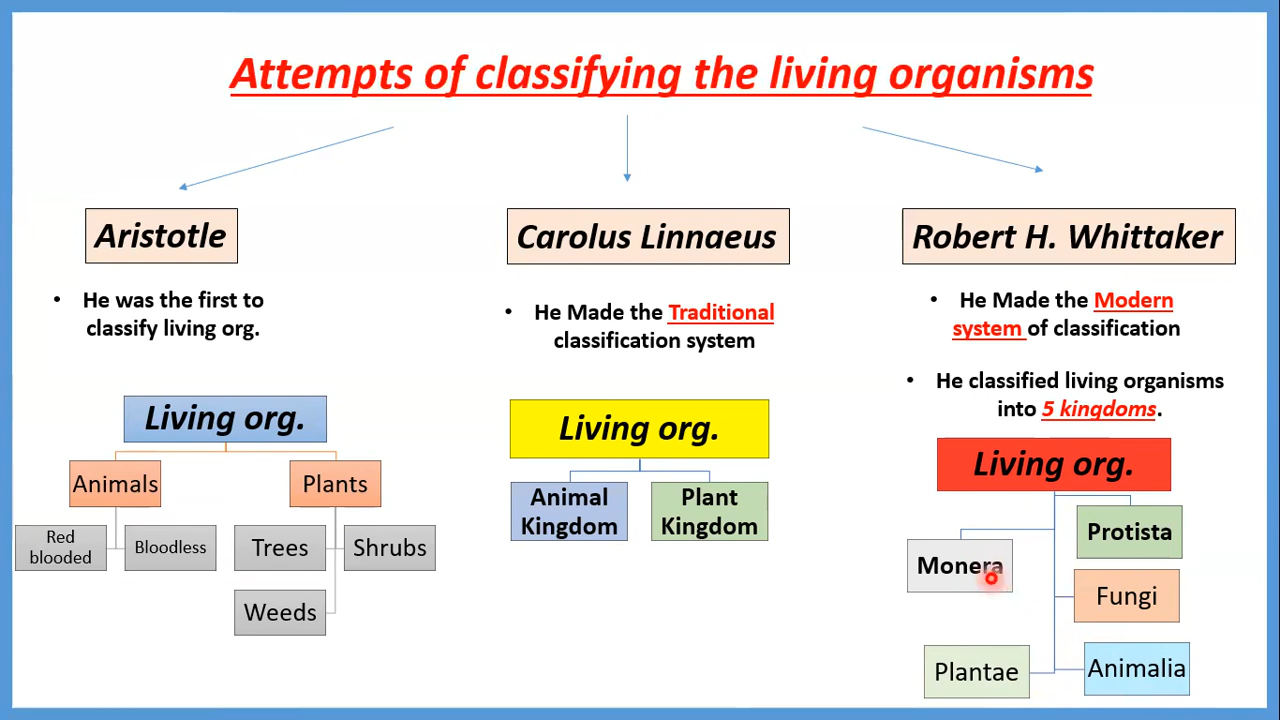 Attempts of classifying the living organisms
Aristotle
• He was the first to
classify living org.
Living org.
Animals
Plants
Red
blooded
Bloodless
Trees
Shrubs
Weeds
Carolus Linnaeus
• He Made the Traditional
classification system
Living org.
Animal
Kingdom
Plant
Kingdom
Robert H. Whittaker
• He Made the Modern
system of classification
• He classified living organisms
into 5 kingdoms.
Living org.
Protista
Monera
Fungi
Plantae
Animalia